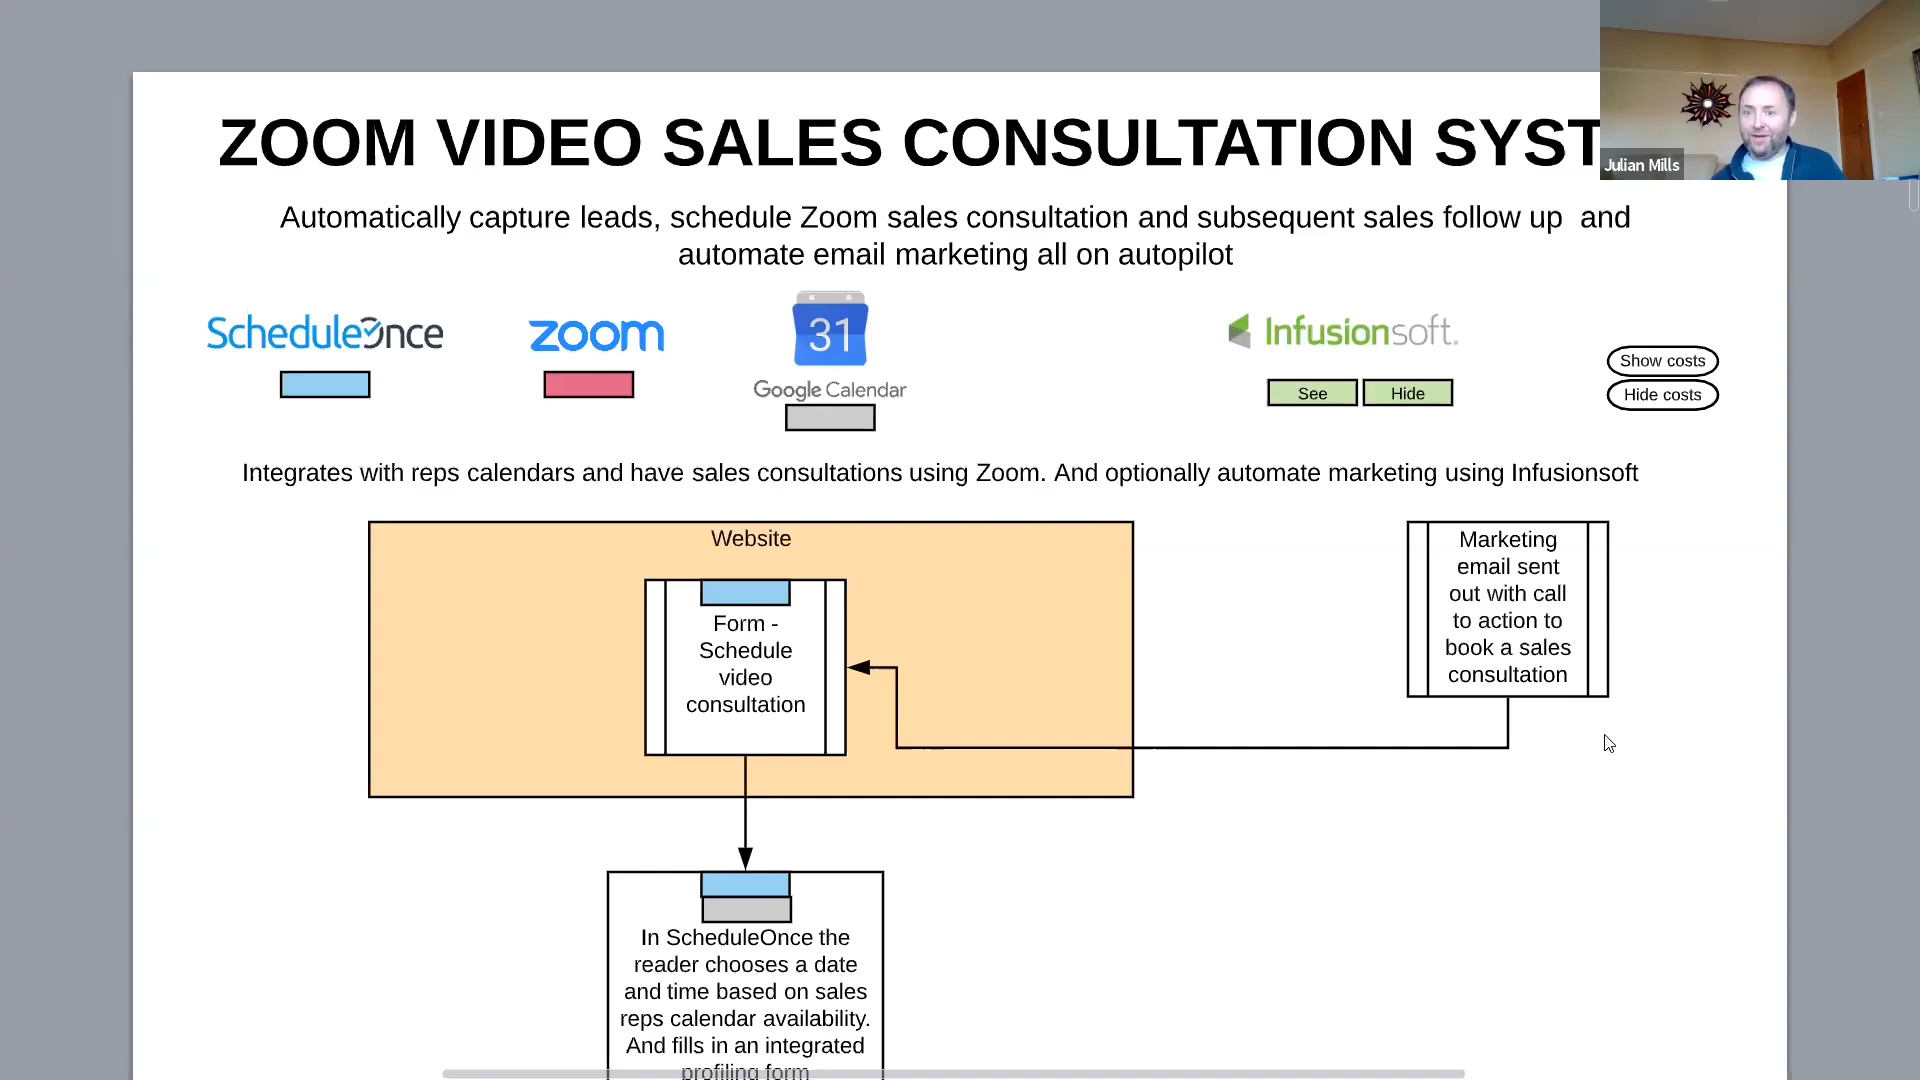 ZOOM VIDEO SALES CONSULTATION SYST
Julian Mills
Automatically capture leads, schedule Zoom sales consultation and subsequent sales follow up  and
automate email marketing all on autopilot
ScheduleOnce
zoom
31
Google Calendar
Infusionsoft.
See
Hide
Show costs
Hide costs
Integrates with reps calendars and have sales consultations using Zoom. And optionally automate marketing using Infusionsoft
Website
Form -
Schedule
video
consultation
Marketing
email sent
out with call
to action to
book a sales
consultation
In ScheduleOnce the
reader chooses a date
and time based on sales
reps calendar availability.
And fills in an integrated
profiling form